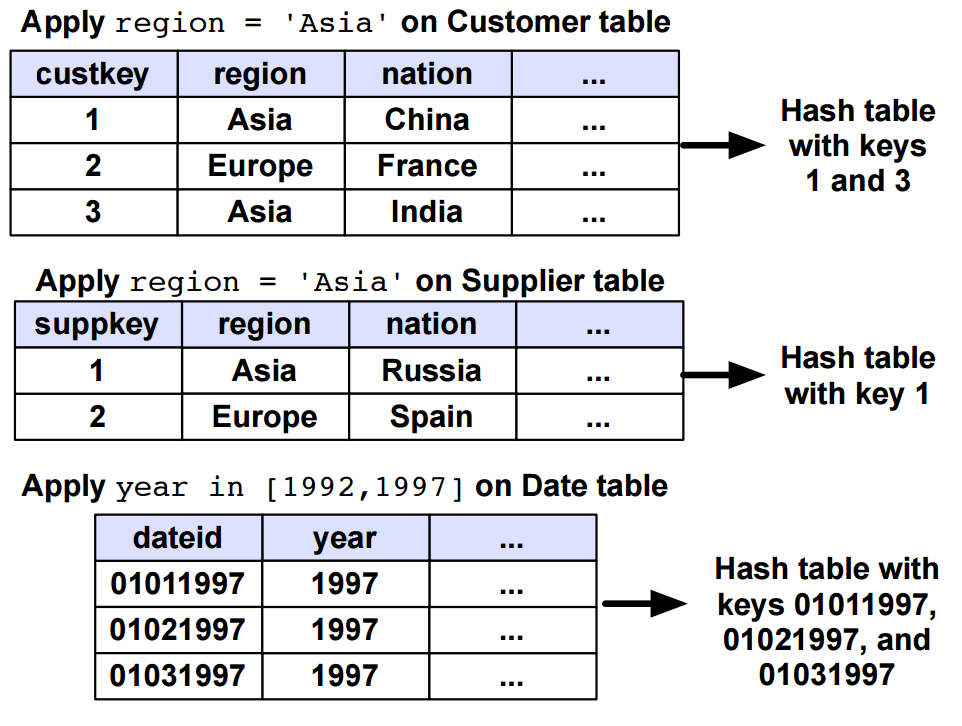 Apply region = 'Asia' on Customer table
custkey region nation ...
1 Asia China ...
2 Europe France ...
3 Asia India ...
Hash table
with keys
1 and 3
Apply region = 'Asia' on Supplier table
suppkey region nation ...
1 Asia Russia ...
2 Europe Spain ...
Hash table
with key 1
Apply year in [1992,1997] on Date table
dateid year ...
01011997 1997 ...
01021997 1997 ...
01031997 1997 ...
Hash table with
keys 01011997,
01021997, and
01031997